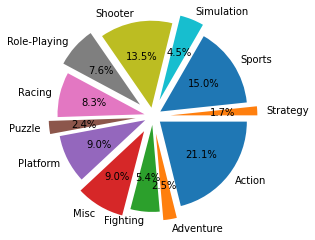 Simulation
Shooter
Role-Playing
4.5%
13.5%
Sports
7.6%
15.0%
Racing
8.3%
Strategy
1.7%
Puzzle
2.4%
Platform
9.0%
21.1%
Action
9.0%
5.4%
2.5%
Misc
Fighting
Adventure